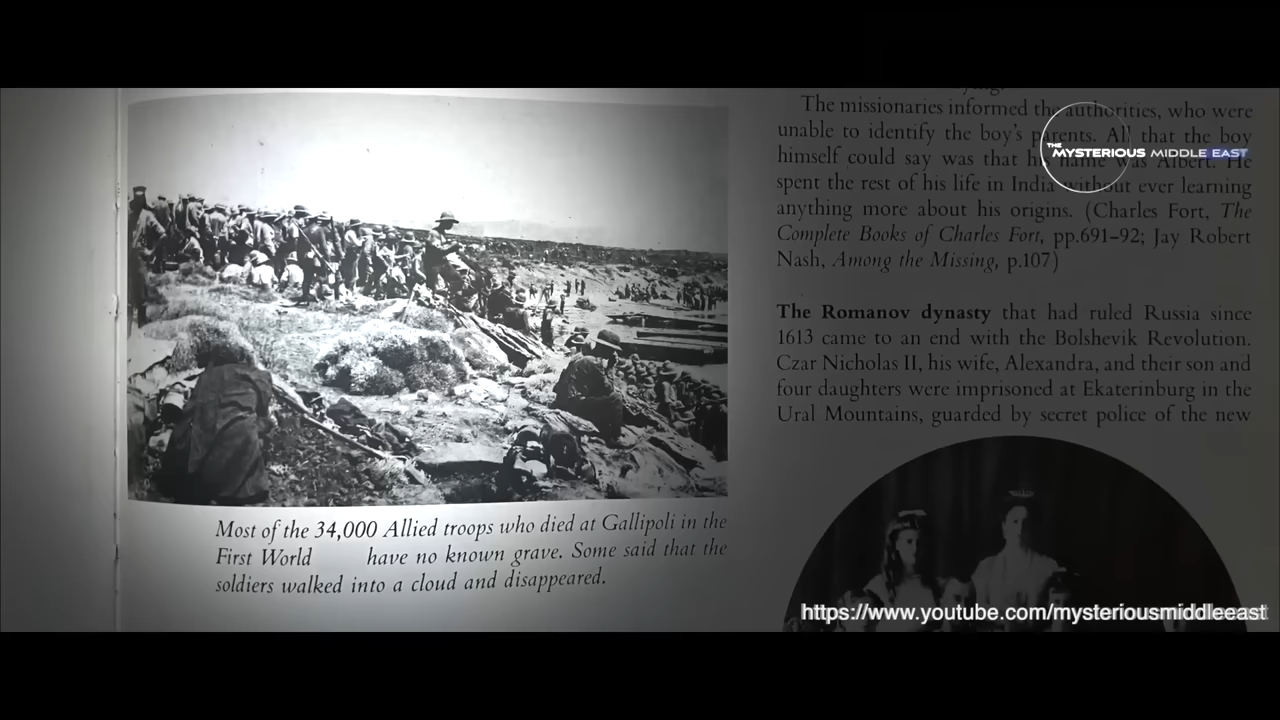 Most of the 34,000 Allied troops who died at Gallipoli in the
First World have no known grave. Some said that the
soldiers walked into a cloud and disappeared.
The missionaries informed the authorities, who were
unable to identify the boy's parents. All that the boy
himself could say was that his name was Albert. He
spent the rest of his life in India without ever learning
anything more about his origins. (Charles Fort, The
Complete Books of Charles Fort, pp.691–92; Jay Robert
Nash, Among the Missing, p.107)
The Romanov dynasty that had ruled Russia since
1613 came to an end with the Bolshevik Revolution.
Czar Nicholas II, his wife, Alexandra, and their son and
four daughters were imprisoned at Ekaterinburg in the
Ural Mountains, guarded by secret police of the new
THE
MYSTERIOUS MIDDLE EAST
https://www.youtube.com/mysteriousmiddleeast